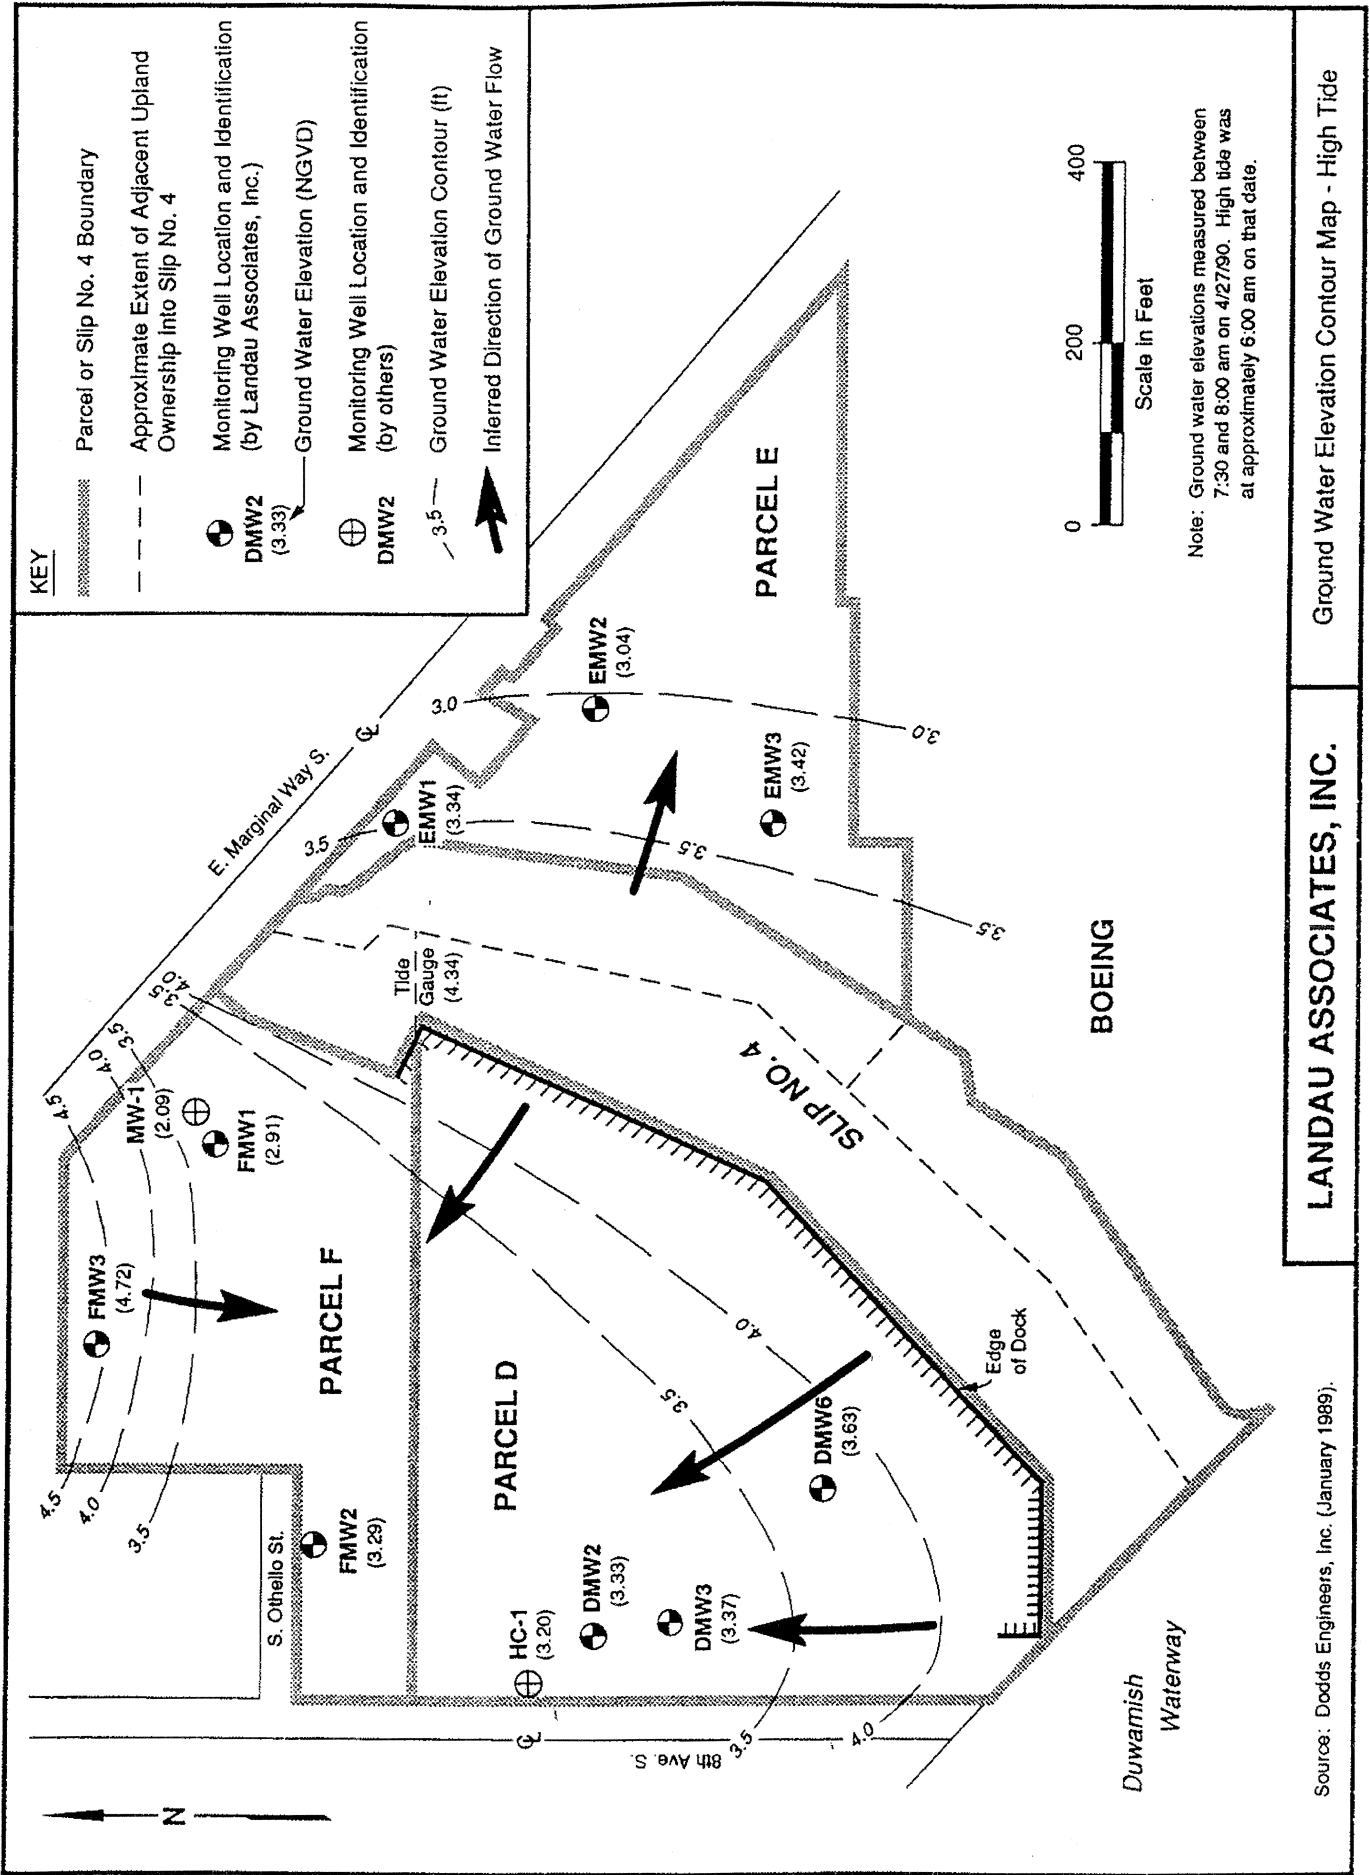 KEY
Parcel or Slip No. 4 Boundary
Approximate Extent of Adjacent Upland
Ownership Into Slip No. 4
Monitoring Well Location and Identification
(by Landau Associates, Inc.)
DMW2
(3.33)
Ground Water Elevation (NGVD)
Monitoring Well Location and Identification
(by others)
DMW2
3.5
Ground Water Elevation Contour (ft)
Inferred Direction of Ground Water Flow
N
4.5
4.0
3.5
4.5
4.0
3.5
3.5
4.0
FMW3
(4.72)
MW-1
(2.09)
FMW1
(2.91)
E. Marginal Way S.
℄
S. Othello St.
FMW2
(3.29)
PARCEL F
3.5
EMW1
(3.34)
3.0
Tide
Gauge
(4.34)
HC-1
(3.20)
DMW2
(3.33)
PARCEL D
EMW2
(3.04)
℄
8th Ave. S.
DMW3
(3.37)
3.5
3.5
PARCEL E
3.5
4.0
4.0
DMW6
(3.63)
SLIP NO. 4
EMW3
(3.42)
3.0
3.5
Edge
of Dock
BOEING
Duwamish
Waterway
0 200 400
Scale in Feet
Note: Ground water elevations measured between
7:30 and 8:00 am on 4/27/90. High tide was
at approximately 6:00 am on that date.
Source: Dodds Engineers, Inc. (January 1989).
LANDAU ASSOCIATES, INC.
Ground Water Elevation Contour Map - High Tide